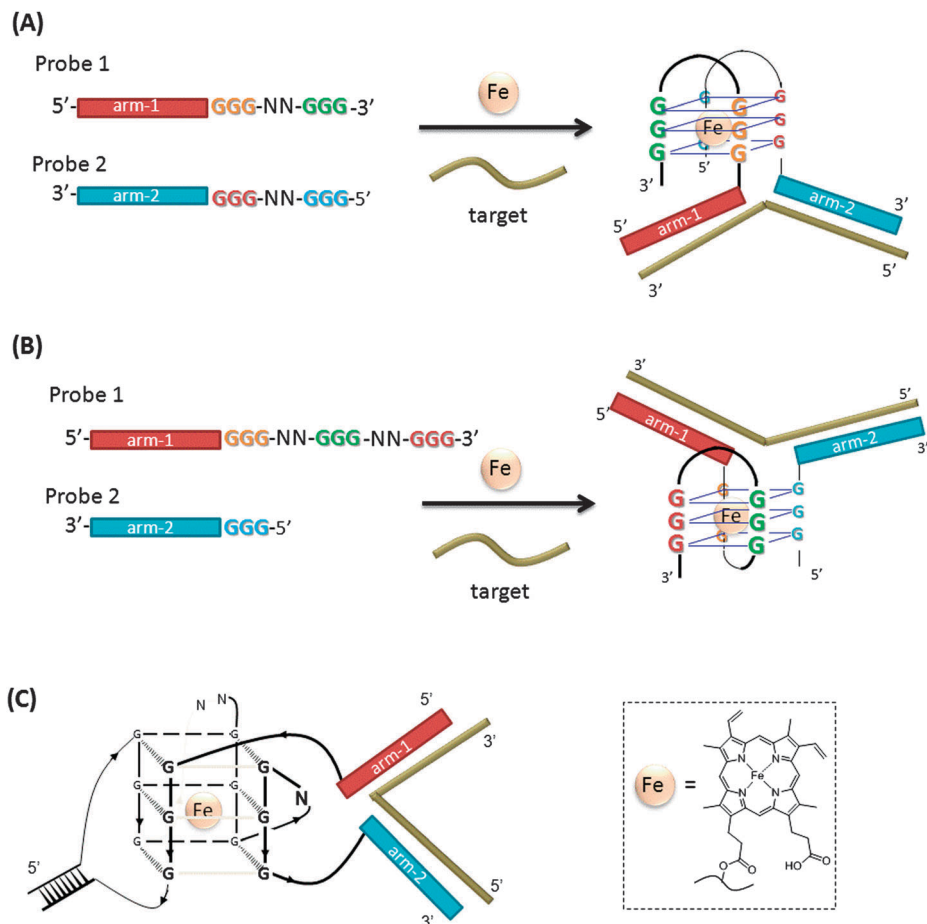 (A)
Probe 1
5’-arm-1 GGG-NN-GGG-3’
Probe 2
3’-arm-2 GGG-NN-GGG-5’
Fe
target
G G
G G G
G Fe G G
G G G G
5’
3’
5’ arm-1
arm-2 3’
3’
5’
(B)
Probe 1
5’-arm-1 GGG-NN-GGG-NN-GGG-3’
Probe 2
3’-arm-2 GGG-5’
Fe
target
3’
5’
5’ arm-1
arm-2 3’
G G
G G G
G Fe G G
G G G
3’
5’
(C)
N N
G G
G G
G G N
G Fe G
G G
G G
5’
5’
arm-1
3’
arm-2
5’
3’
Fe =
N N
Fe
N N
O
O
HO
O